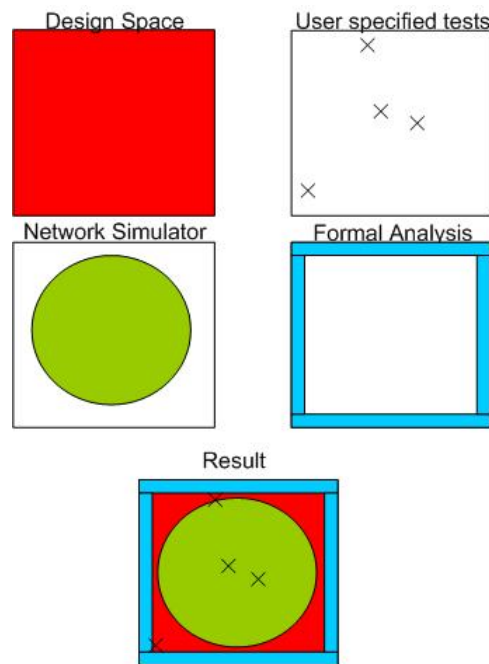 Design Space
User specified tests
Network Simulator
Formal Analysis
Result